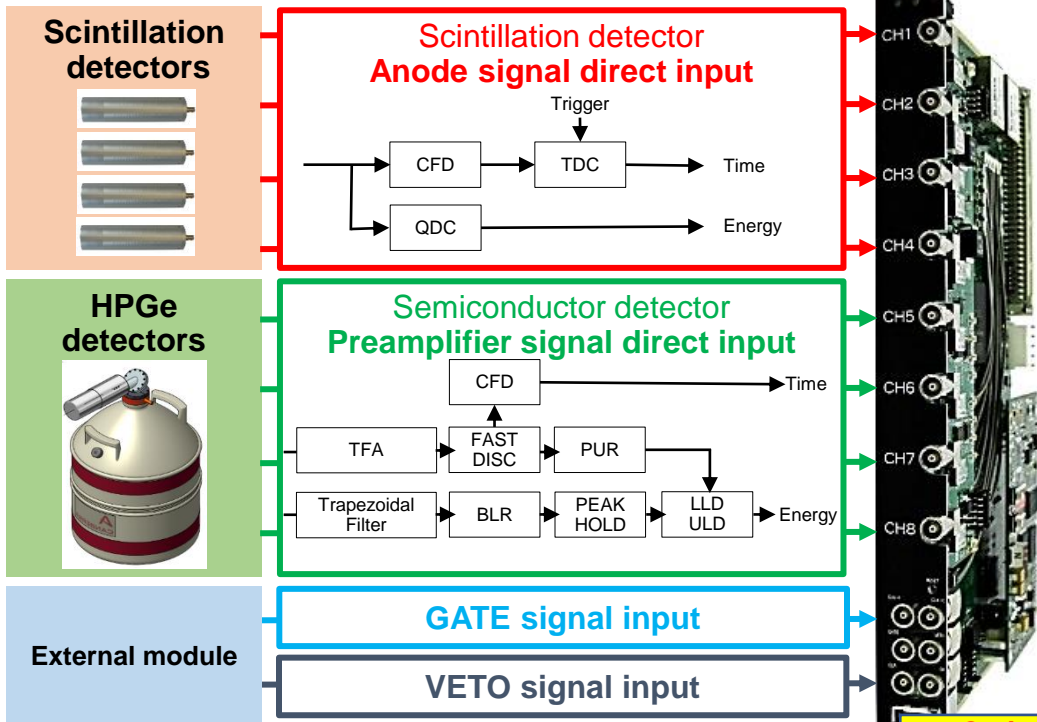 Scintillation
detectors
Scintillation detector
Anode signal direct input
Trigger
CFD
TDC
Time
QDC
Energy
HPGe
detectors
Semiconductor detector
Preamplifier signal direct input
CFD
Time
TFA
FAST
DISC
PUR
Trapezoidal
Filter
BLR
PEAK
HOLD
LLD
ULD
Energy
External module
GATE signal input
VETO signal input
CH1
CH2
CH3
CH4
CH5
CH6
CH7
CH8